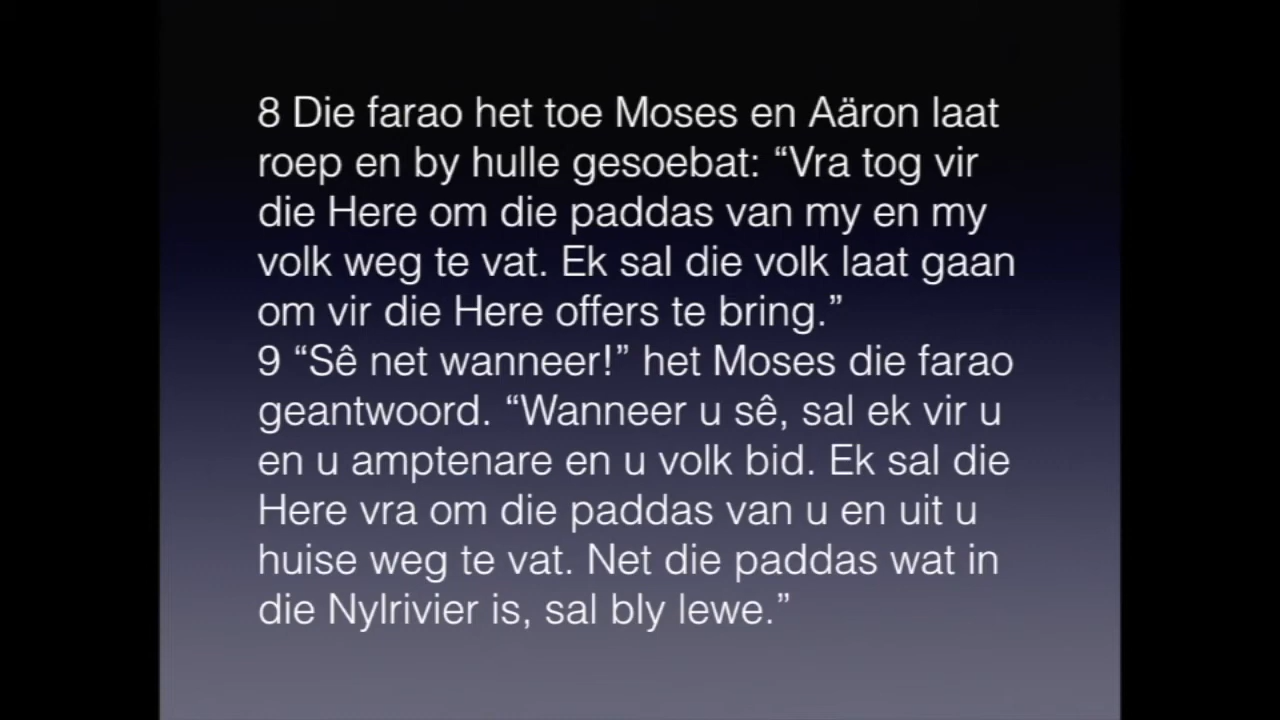 8 Die farao het toe Moses en Aäron laat
roep en by hulle gesoebat: “Vra tog vir
die Here om die paddas van my en my
volk weg te vat. Ek sal die volk laat gaan
om vir die Here offers te bring.”
9 “Sê net wanneer!” het Moses die farao
geantwoord. “Wanneer u sê, sal ek vir u
en u amptenare en u volk bid. Ek sal die
Here vra om die paddas van u en uit u
huise weg te vat. Net die paddas wat in
die Nylrivier is, sal bly lewe.”